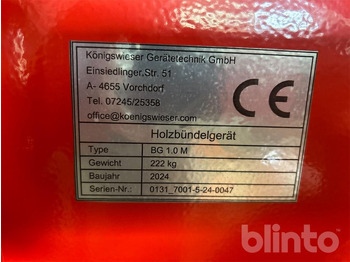 Königswieser Gerätetechnik GmbH
Einsiedlinger Str. 51
A- 4655 Vorchdorf
Tel. 07245/25358
office@koenigswieser.com
CE
Holzbündelgerät
Type BG 1.0 M
Gewicht 222 kg
Baujahr 2024
Serien-Nr.: 0131_7001-5-24-0047
blinto